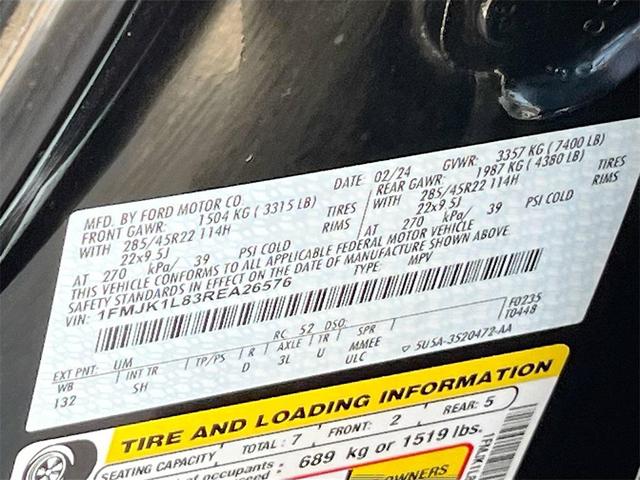 MFD. BY FORD MOTOR CO. DATE 02/24 GVWR: 3357 KG ( 7400 LB)
FRONT GAWR: 1504 KG ( 3315 LB) REAR GAWR: 1987 KG ( 4380 LB)
WITH 285/45R22 114H TIRES WITH 285/45R22 114H TIRES
22x9.5J RIMS 22x9.5J RIMS
AT 270 kPa/ 39 PSI COLD AT 270 kPa/ 39 PSI COLD
THIS VEHICLE CONFORMS TO ALL APPLICABLE FEDERAL MOTOR VEHICLE
SAFETY STANDARDS IN EFFECT ON THE DATE OF MANUFACTURE SHOWN ABOVE
VIN: 1FMJK1L83REA26576 TYPE: MPV
F0235
T0448
EXT PNT: UM RC 52 DSO:
WB INT TR TP/PS R AXLE TR SPR
132 SH D 3L U MMEE
ULC 5USA-3520472-AA
TIRE AND LOADING INFORMATION
SEATING CAPACITY TOTAL: 7 FRONT: 2 REAR: 5
of occupants
689 kg or 1519 lbs.
OWNERS